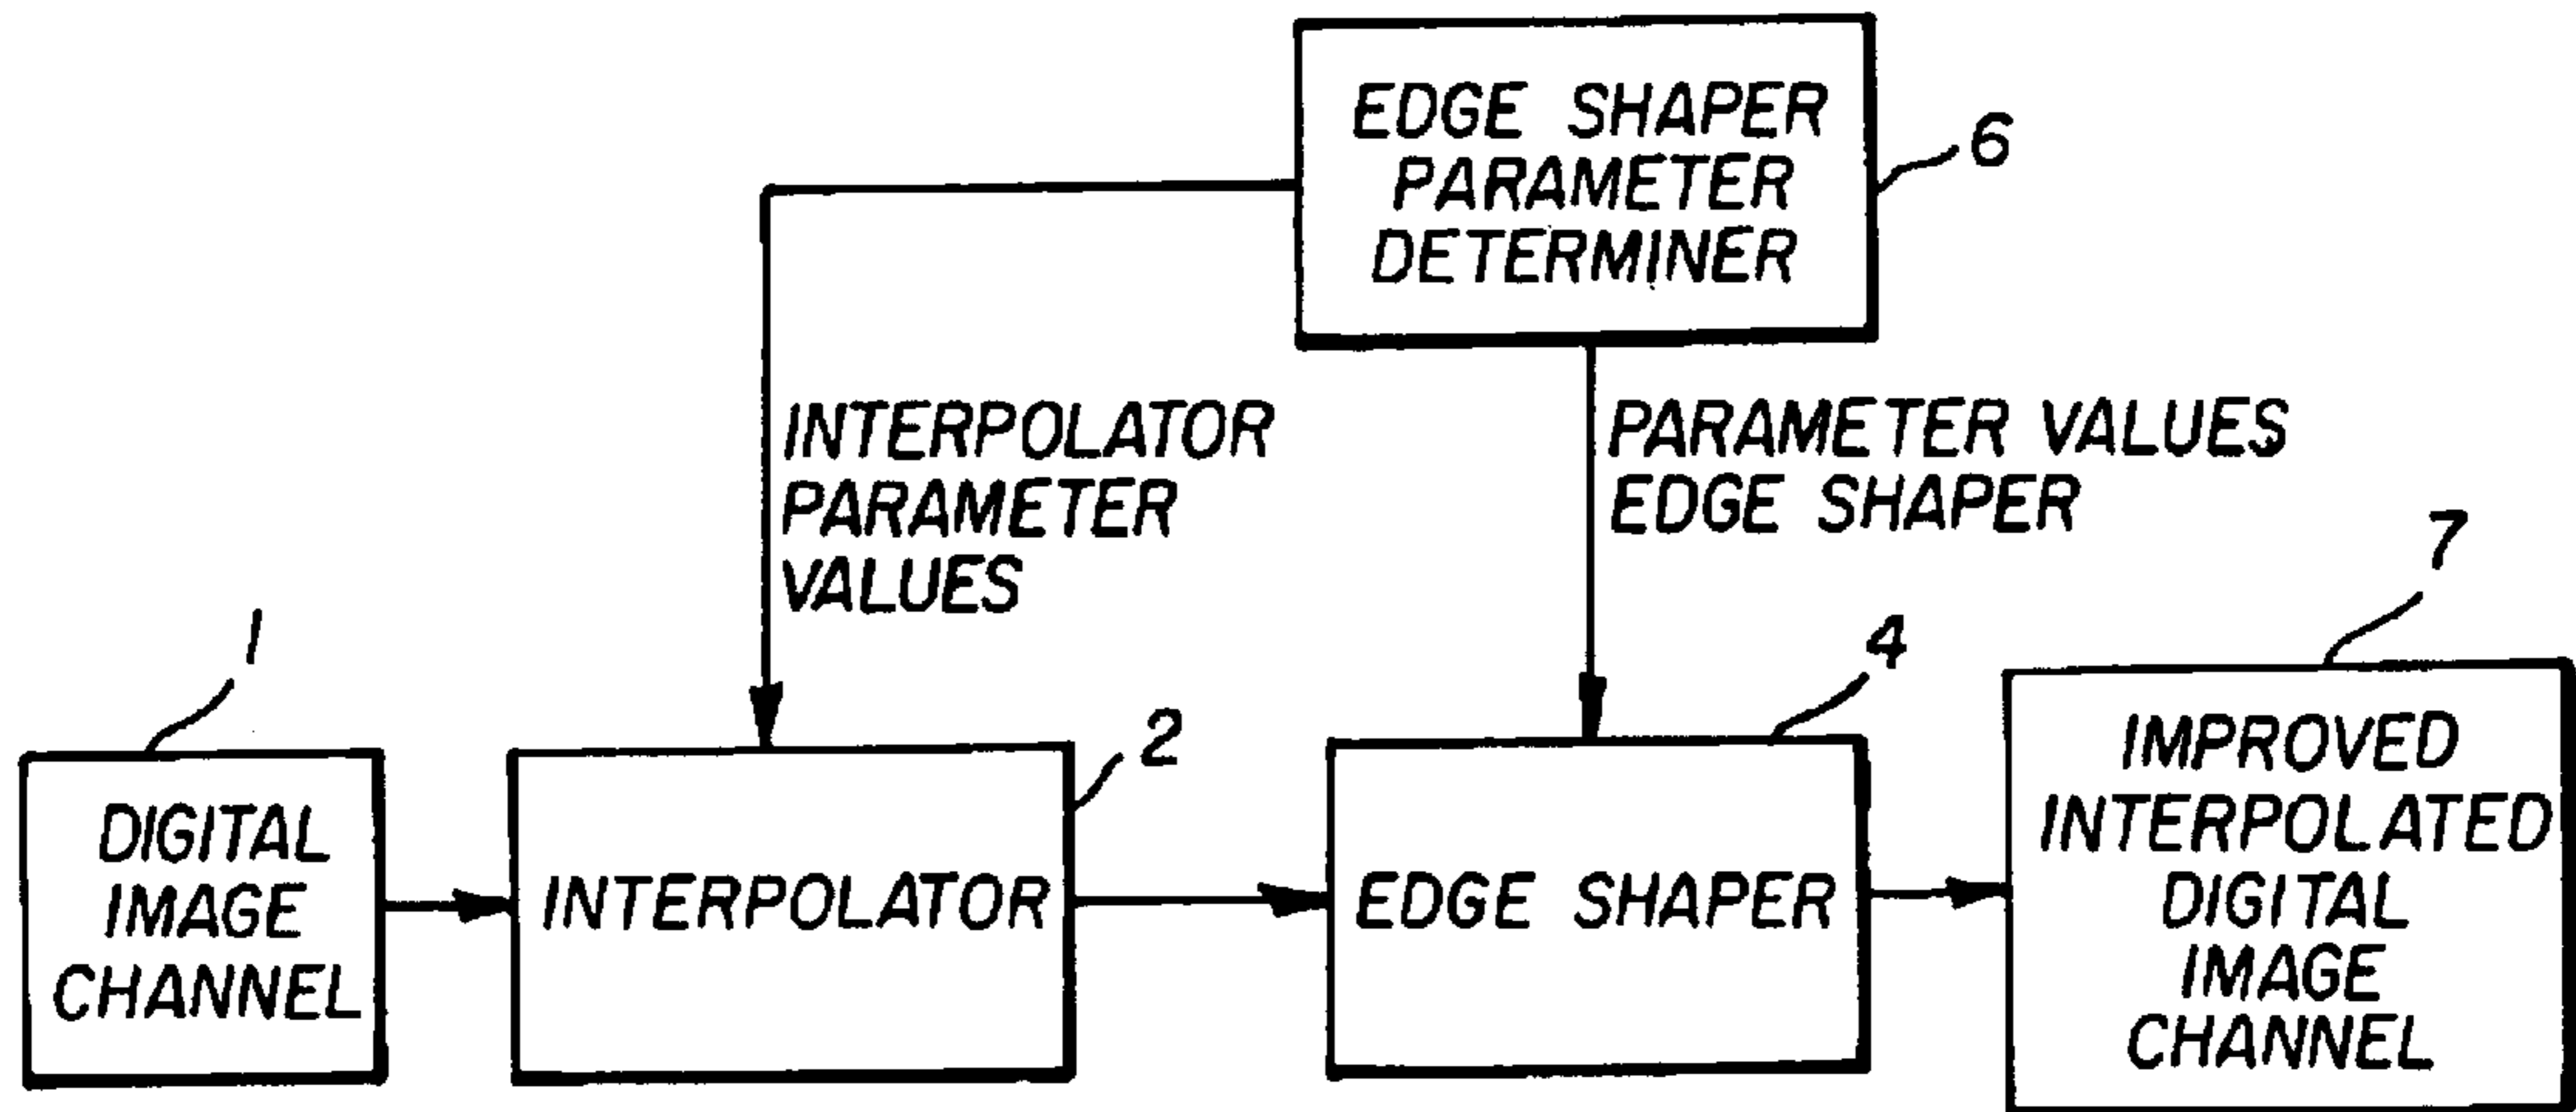 EDGE SHAPER
PARAMETER
DETERMINER
6
INTERPOLATOR
PARAMETER
VALUES
PARAMETER VALUES
EDGE SHAPER
1
DIGITAL
IMAGE
CHANNEL
2
INTERPOLATOR
4
EDGE SHAPER
7
IMPROVED
INTERPOLATED
DIGITAL
IMAGE
CHANNEL